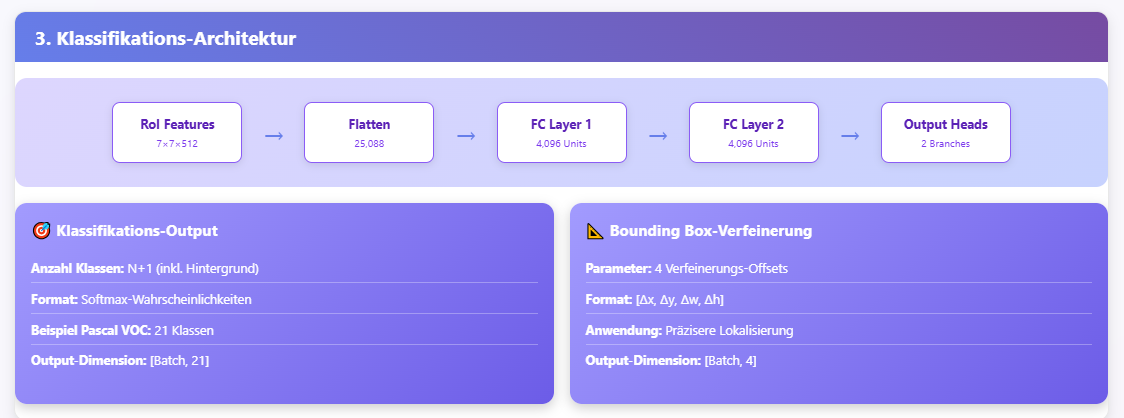 3. Klassifikations-Architektur
RoI Features
7×7×512
→
Flatten
25,088
→
FC Layer 1
4,096 Units
→
FC Layer 2
4,096 Units
→
Output Heads
2 Branches
🎯 Klassifikations-Output
Anzahl Klassen: N+1 (inkl. Hintergrund)
Format: Softmax-Wahrscheinlichkeiten
Beispiel Pascal VOC: 21 Klassen
Output-Dimension: [Batch, 21]
📐 Bounding Box-Verfeinerung
Parameter: 4 Verfeinerungs-Offsets
Format: [Δx, Δy, Δw, Δh]
Anwendung: Präzisere Lokalisierung
Output-Dimension: [Batch, 4]